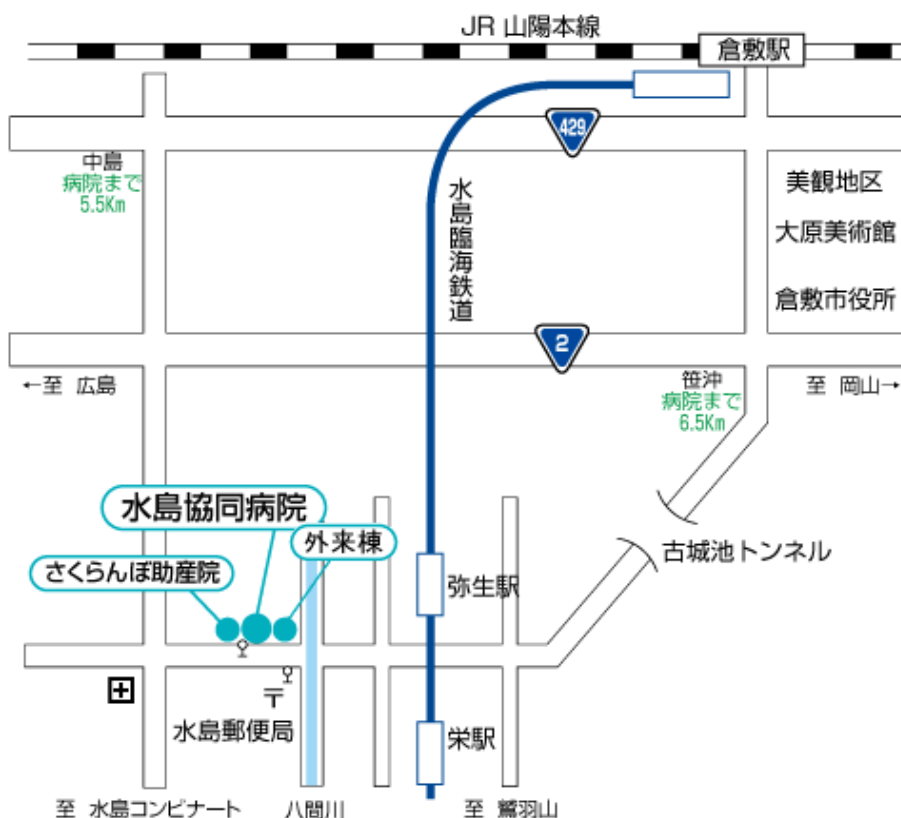 JR 山陽本線
倉敷駅
429
中島
病院まで
5.5Km
水島臨海鉄道
美観地区
大原美術館
倉敷市役所
2
←至 広島
笹沖
病院まで
6.5Km
至 岡山→
水島協同病院
外来棟
さくらんぼ助産院
古城池トンネル
弥生駅
〒
水島郵便局
栄駅
至 水島コンビナート
八間川
至 鷲羽山